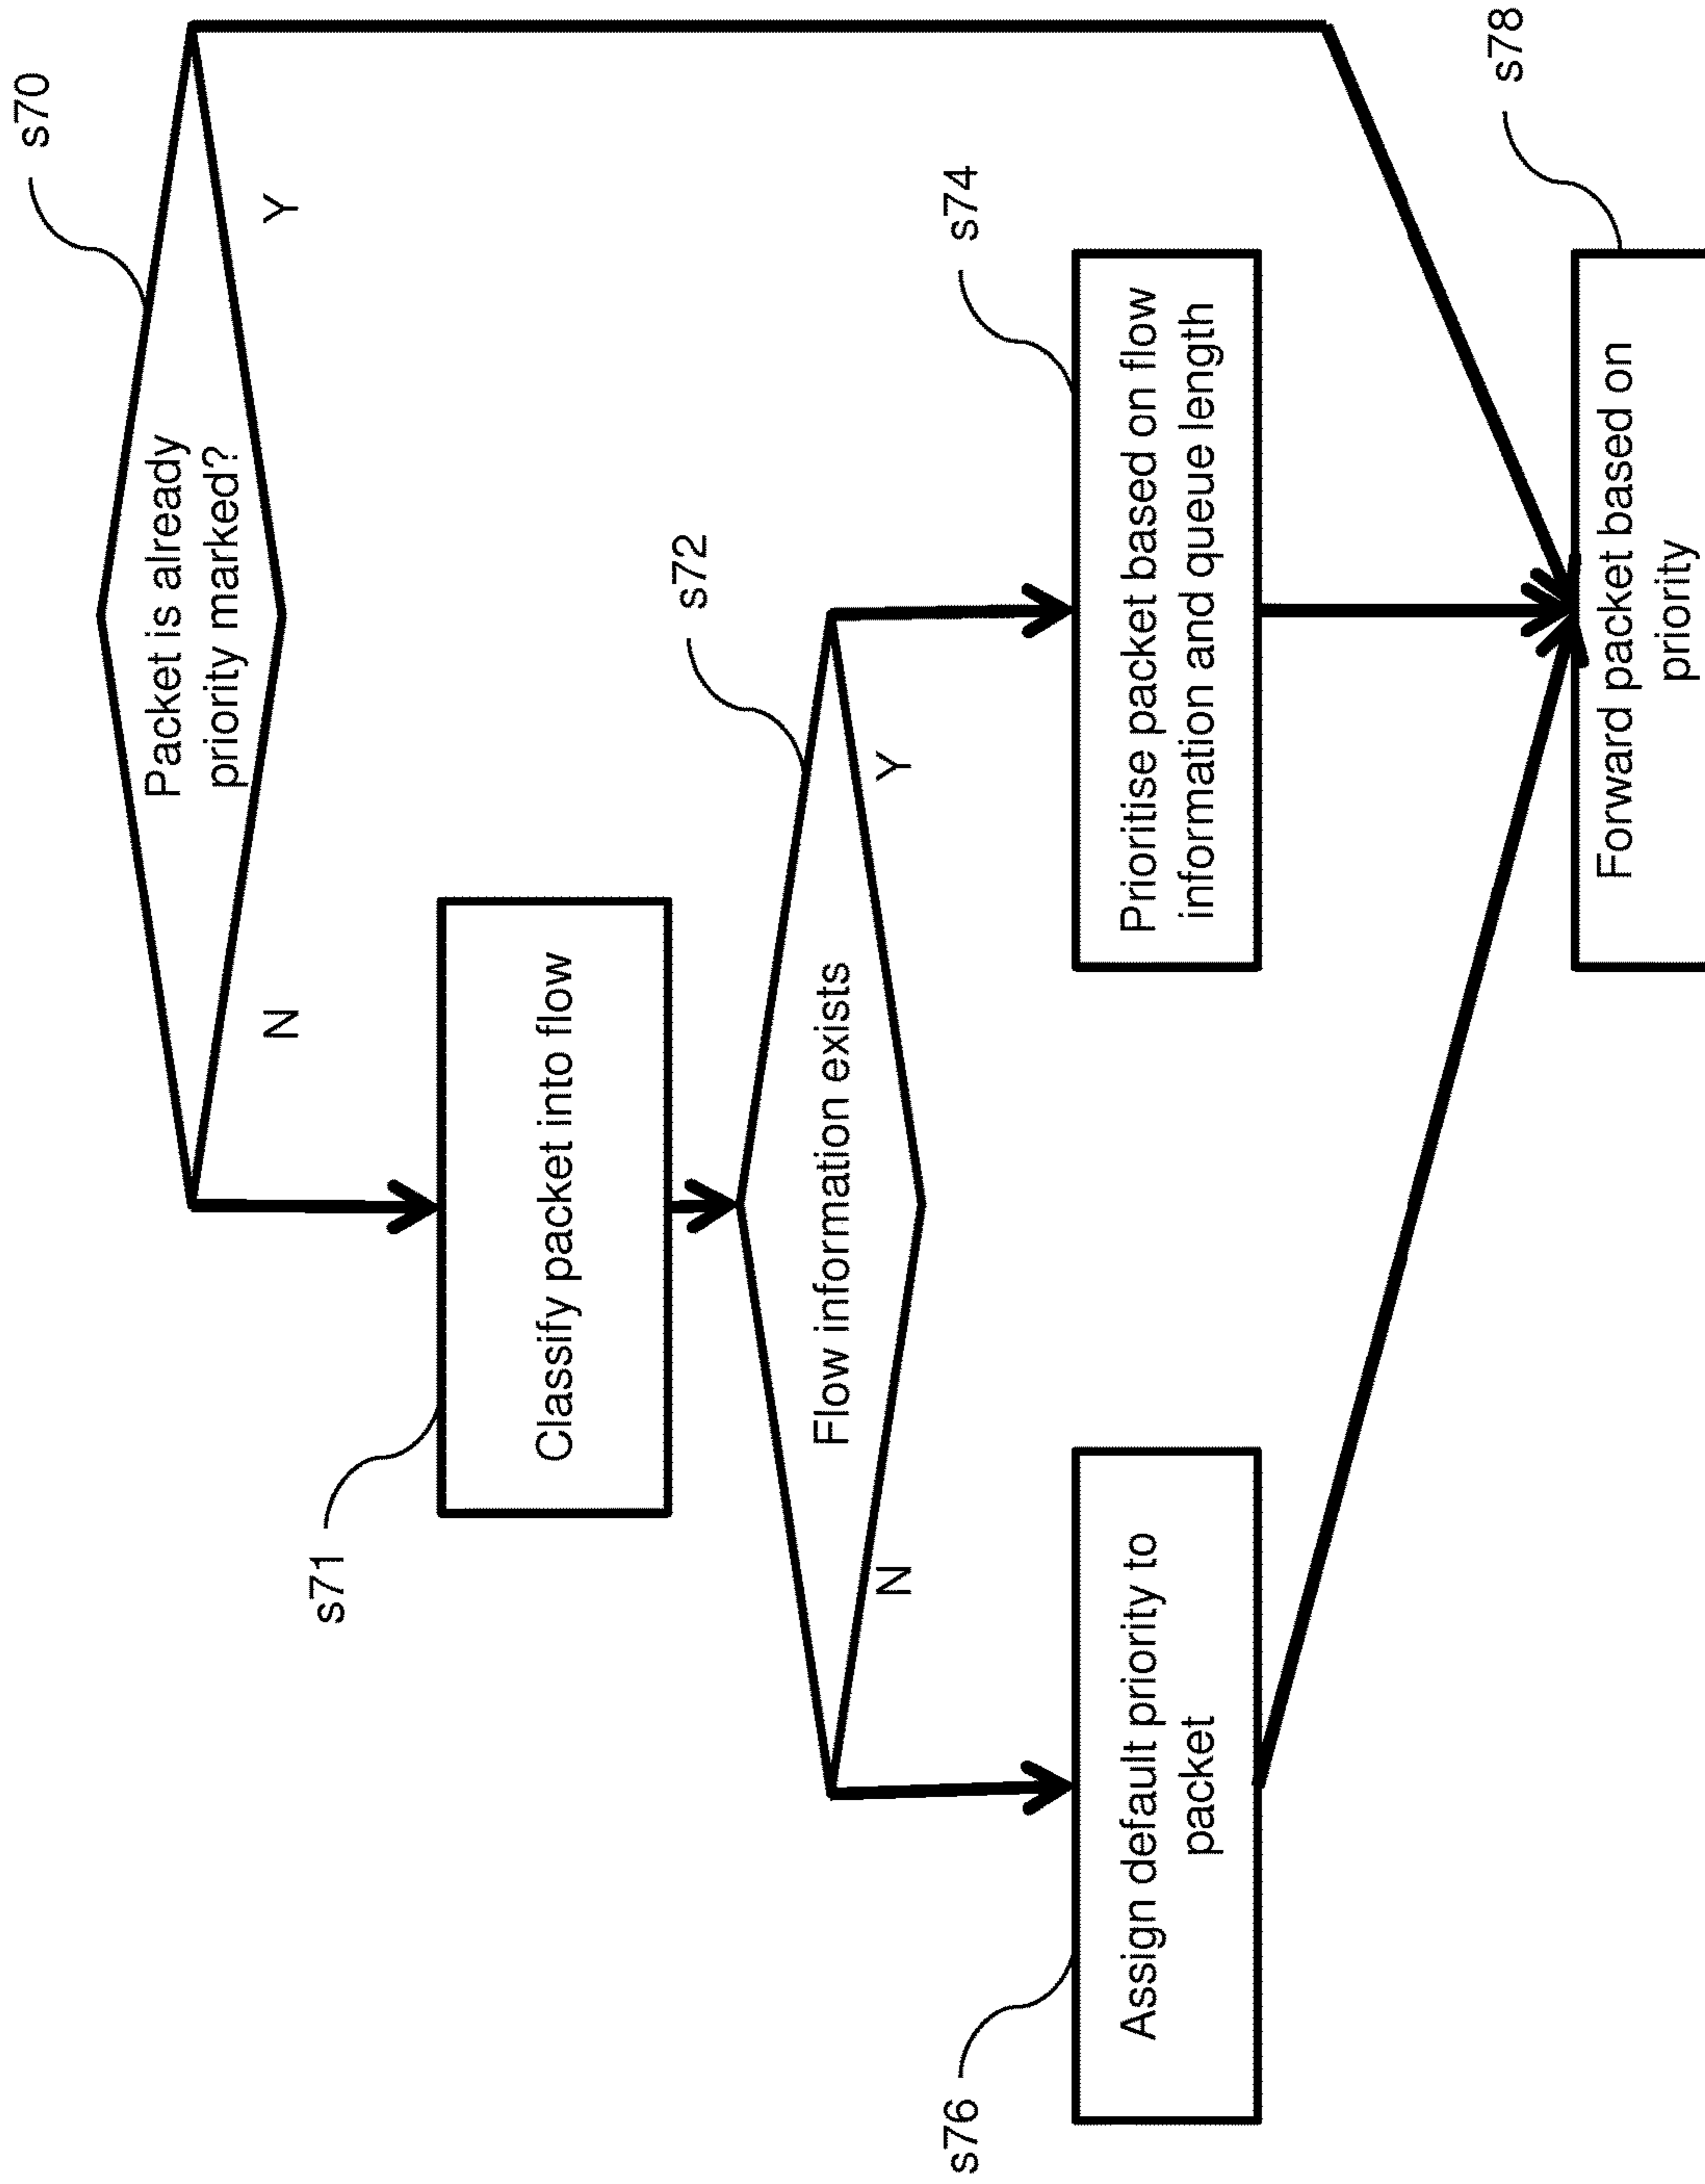 s70
Packet is already
priority marked?
N
Y
s71
Classify packet into flow
s72
Flow information exists
N
Y
s76
Assign default priority to
packet
s74
Prioritise packet based on flow
information and queue length
s78
Forward packet based on
priority